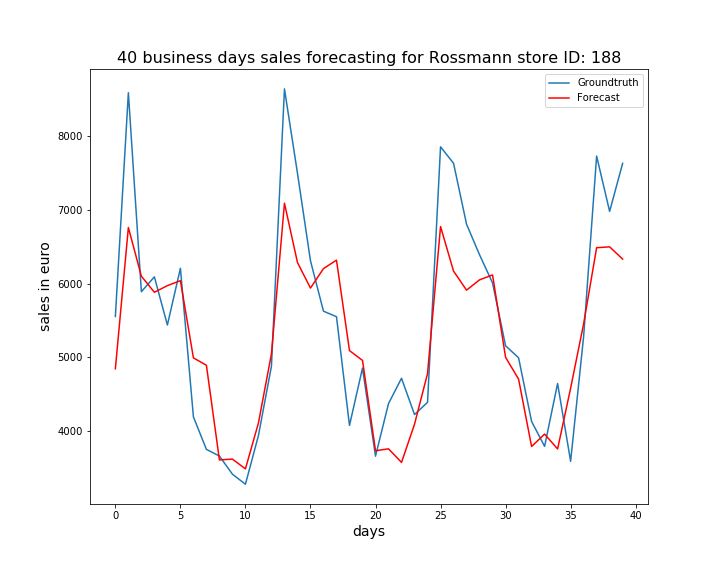 40 business days sales forecasting for Rossmann store ID: 188
Groundtruth
Forecast
8000
7000
6000
5000
4000
sales in euro
0 5 10 15 20 25 30 35 40
days